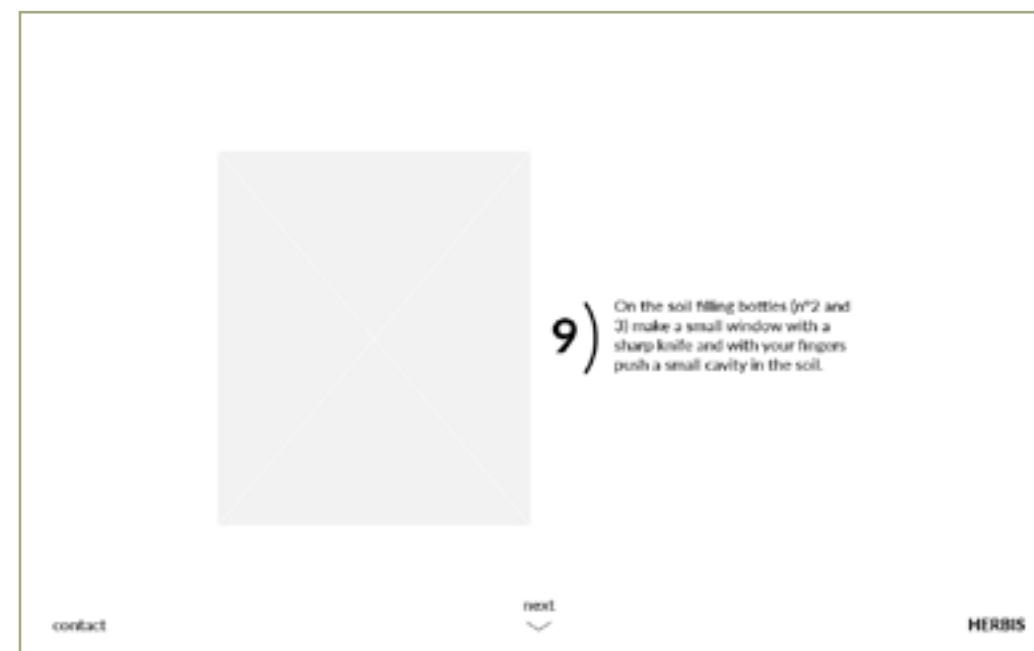 9)
On the soil filling bottles (n°2 and
3) make a small window with a
sharp knife and with your fingers
push a small cavity in the soil.
next
contact
HERBIS